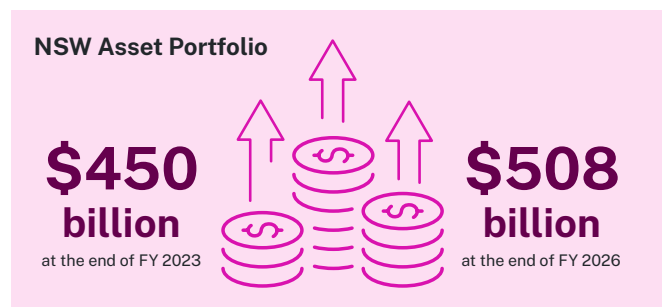 NSW Asset Portfolio
$450
billion
at the end of FY 2023
$508
billion
at the end of FY 2026